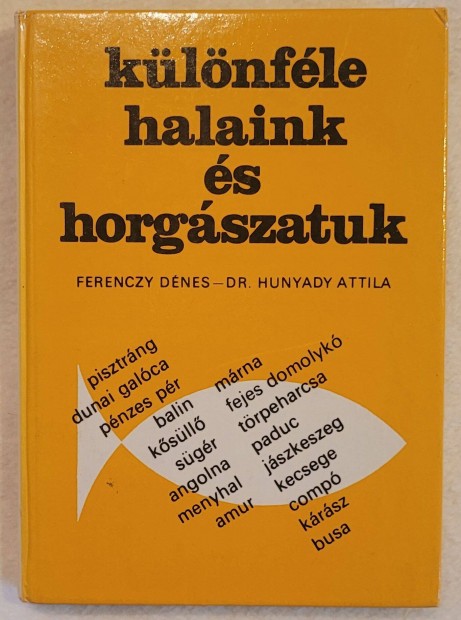 különféle
halaink
és
horgászatuk
FERENCZY DÉNES–DR. HUNYADY ATTILA
pisztráng
dunai galóca
pénzes pér
balin
kősüllő
sügér
angolna
menyhal
amur
márna
fejes domolykó
törpeharcsa
paduc
jászkeszeg
kecsege
compó
kárász
busa